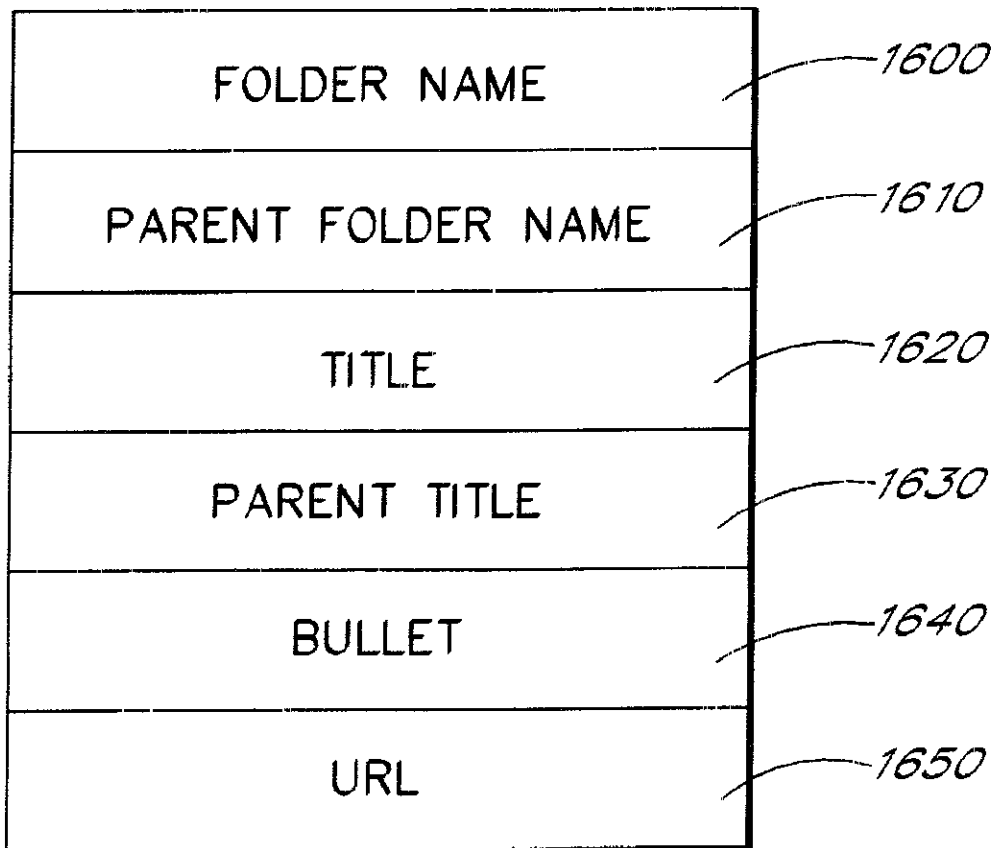 FOLDER NAME 1600
PARENT FOLDER NAME 1610
TITLE 1620
PARENT TITLE 1630
BULLET 1640
URL 1650